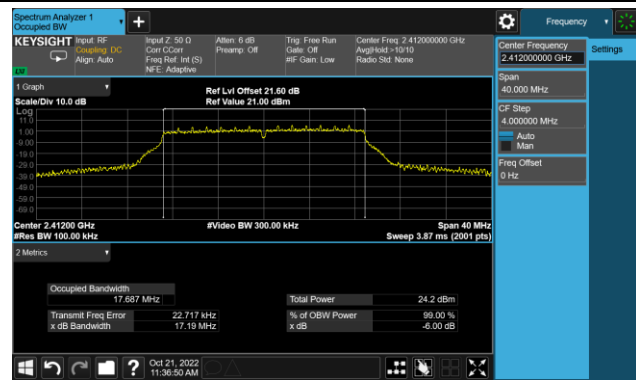 Spectrum Analyzer 1
Occupied BW
+
Frequency
KEYSIGHT
Input: RF
Coupling: DC
Align: Auto
Input Z: 50 Ω
Corr CCorr
Freq Ref: Int (S)
NFE: Adaptive
Atten: 6 dB
Preamp: Off
Trig: Free Run
Gate: Off
#IF Gain: Low
Center Freq: 2.412000000 GHz
Avg|Hold:>10/10
Radio Std: None
Center Frequency
2.412000000 GHz
Settings
Span
40.000 MHz
CF Step
4.000000 MHz
Auto
Man
Freq Offset
0 Hz
1 Graph
Scale/Div 10.0 dB
Ref Lvl Offset 21.60 dB
Ref Value 21.00 dBm
Log
11.0
1.00
-9.00
-19.0
-29.0
-39.0
-49.0
-59.0
-69.0
Center 2.41200 GHz
#Res BW 100.00 kHz
#Video BW 300.00 kHz
Span 40 MHz
Sweep 3.87 ms (2001 pts)
2 Metrics
Occupied Bandwidth
17.687 MHz
Total Power 24.2 dBm
Transmit Freq Error 22.717 kHz
% of OBW Power 99.00 %
x dB Bandwidth 17.19 MHz
x dB -6.00 dB
?
Oct 21, 2022
11:36:50 AM